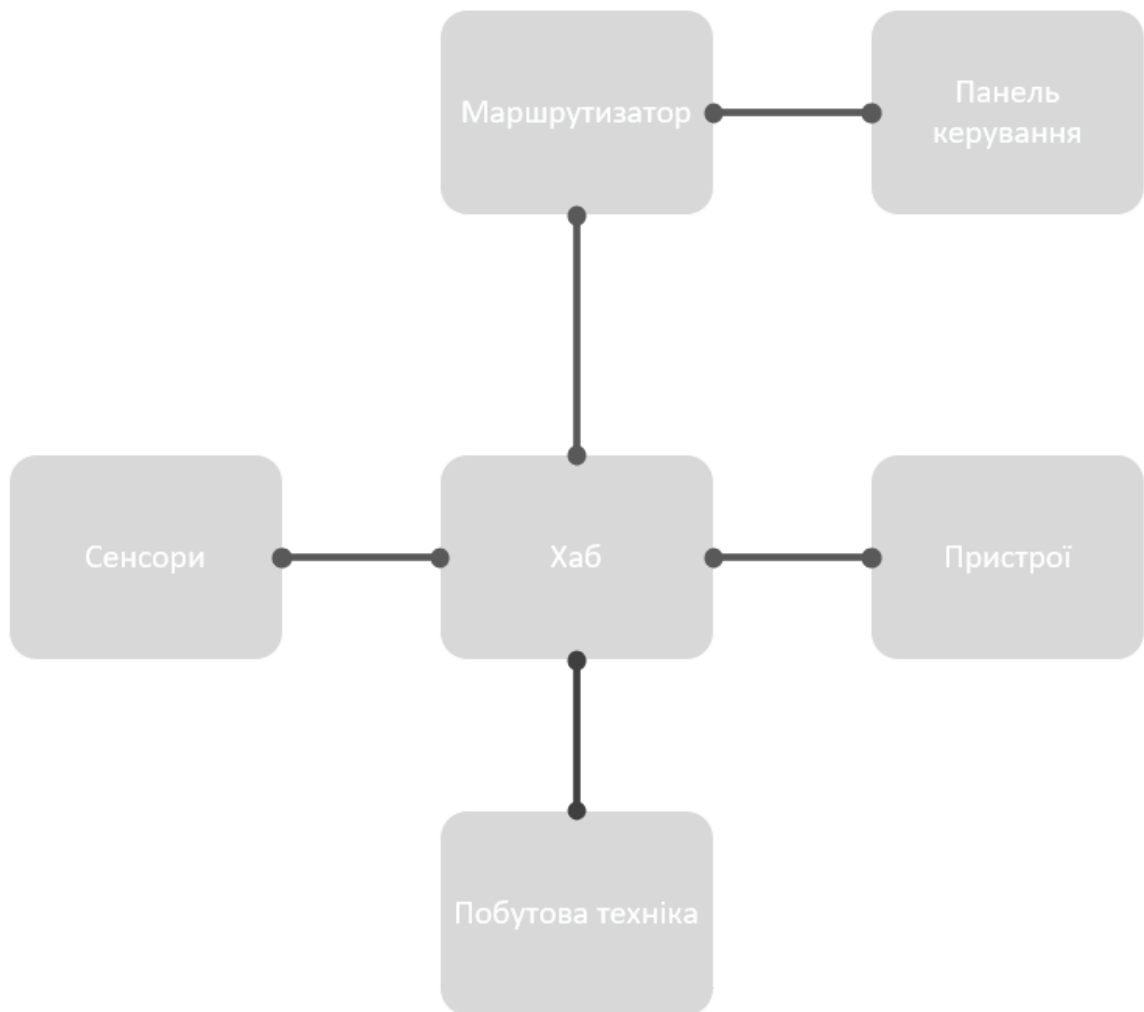 Маршрутизатор
Панель
керування
Сенсори
Хаб
Пристрої
Побутова техніка